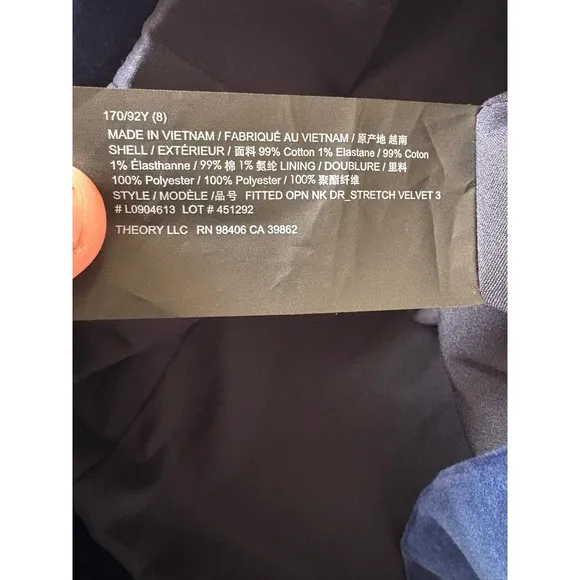 170/92Y (8)
MADE IN VIETNAM / FABRIQUÉ AU VIETNAM / 原产地 越南
SHELL / EXTÉRIEUR / 面料 99% Cotton 1% Elastane / 99% Coton
1% Élasthanne / 99% 棉 1% 氨纶 LINING / DOUBLURE / 里料
100% Polyester / 100% Polyester / 100% 聚酯纤维
STYLE / MODÈLE /品号 FITTED OPN NK DR_STRETCH VELVET 3
# L0904613 LOT # 451292
THEORY LLC RN 98406 CA 39862